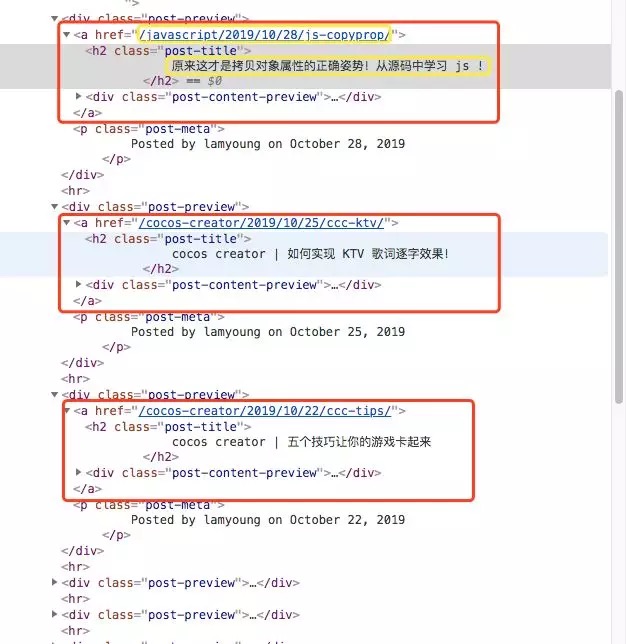 ">
▼<div class="post-preview">
▼<a href="/javascript/2019/10/28/js-copyprop/">
▼<h2 class="post-title">
原来这才是拷贝对象属性的正确姿势！从源码中学习 js ！
</h2> == $0
▶<div class="post-content-preview">…</div>
</a>
▼<p class="post-meta">
Posted by lamyoung on October 28, 2019
</p>
</div>
<hr>
▼<div class="post-preview">
▼<a href="/cocos-creator/2019/10/25/ccc-ktv/">
<h2 class="post-title">
cocos creator | 如何实现 KTV 歌词逐字效果!
</h2>
▶<div class="post-content-preview">…</div>
</a>
<p class="post-meta">
Posted by lamyoung on October 25, 2019
</p>
</div>
<hr>
▼<div class="post-preview">
▼<a href="/cocos-creator/2019/10/22/ccc-tips/">
<h2 class="post-title">
cocos creator | 五个技巧让你的游戏卡起来
</h2>
▶<div class="post-content-preview">…</div>
</a>
<p class="post-meta">
Posted by lamyoung on October 22, 2019
</p>
</div>
<hr>
▶<div class="post-preview">…</div>
<hr>
▶<div class="post-preview">…</div>
<hr>